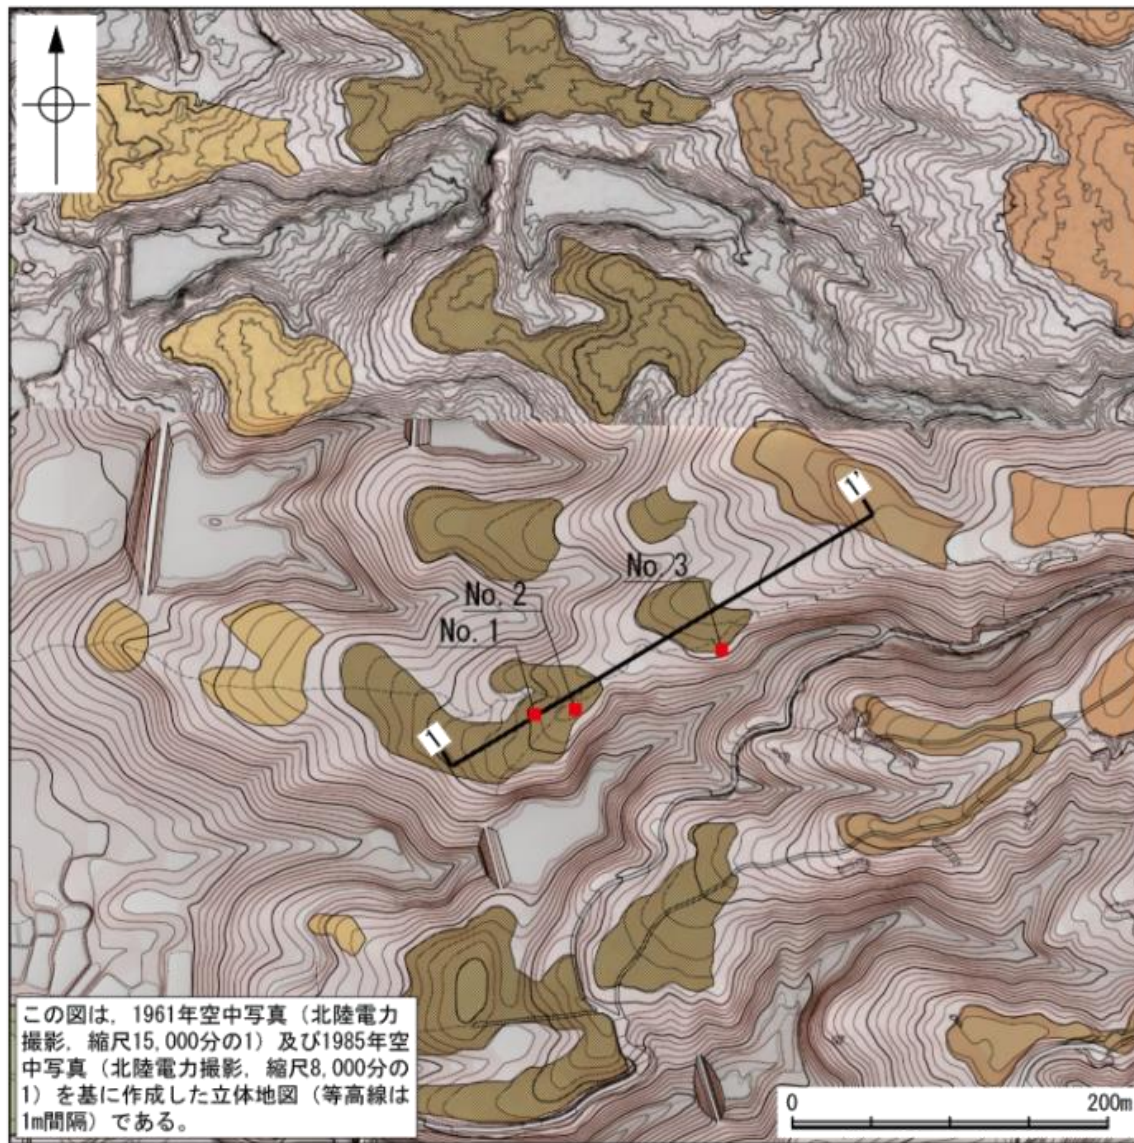 1'
No. 3
No. 2
No. 1
1
この図は，1961年空中写真（北陸電力
撮影，縮尺15,000分の1）及び1985年空
中写真（北陸電力撮影，縮尺8,000分の
1）を基に作成した立体地図（等高線は
1m間隔）である。
0 200m